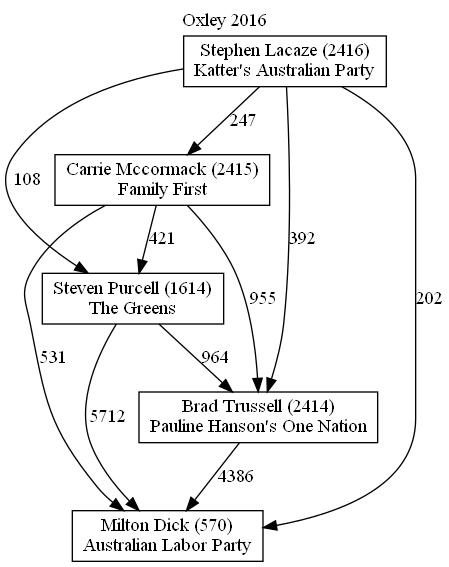 Oxley 2016
Stephen Lacaze (2416)
Katter's Australian Party
247
Carrie Mccormack (2415)
Family First
108
421
392
Steven Purcell (1614)
The Greens
955
202
531
964
5712
Brad Trussell (2414)
Pauline Hanson's One Nation
4386
Milton Dick (570)
Australian Labor Party